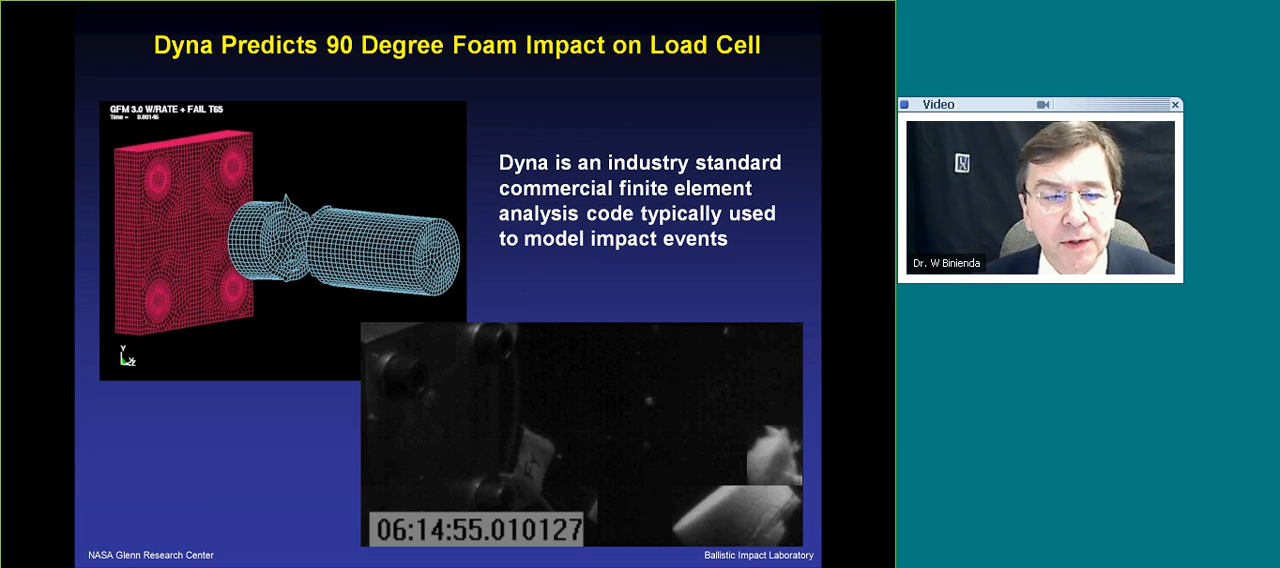 Dyna Predicts 90 Degree Foam Impact on Load Cell
GFM 3.0 W/RATE + FAIL T65
Time = 0.00146
Dyna is an industry standard
commercial finite element
analysis code typically used
to model impact events
Y
Z
06:14:55.010127
NASA Glenn Research Center
Ballistic Impact Laboratory
Video
Dr. W Binienda